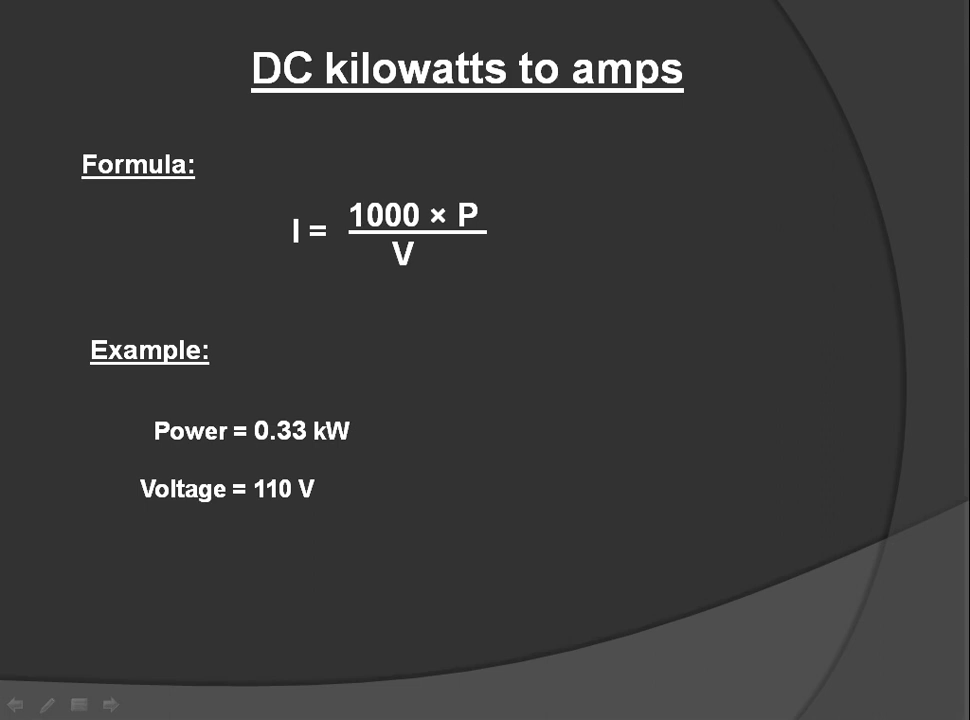 DC kilowatts to amps
Formula:
I = 1000 × P
V
Example:
Power = 0.33 kW
Voltage = 110 V